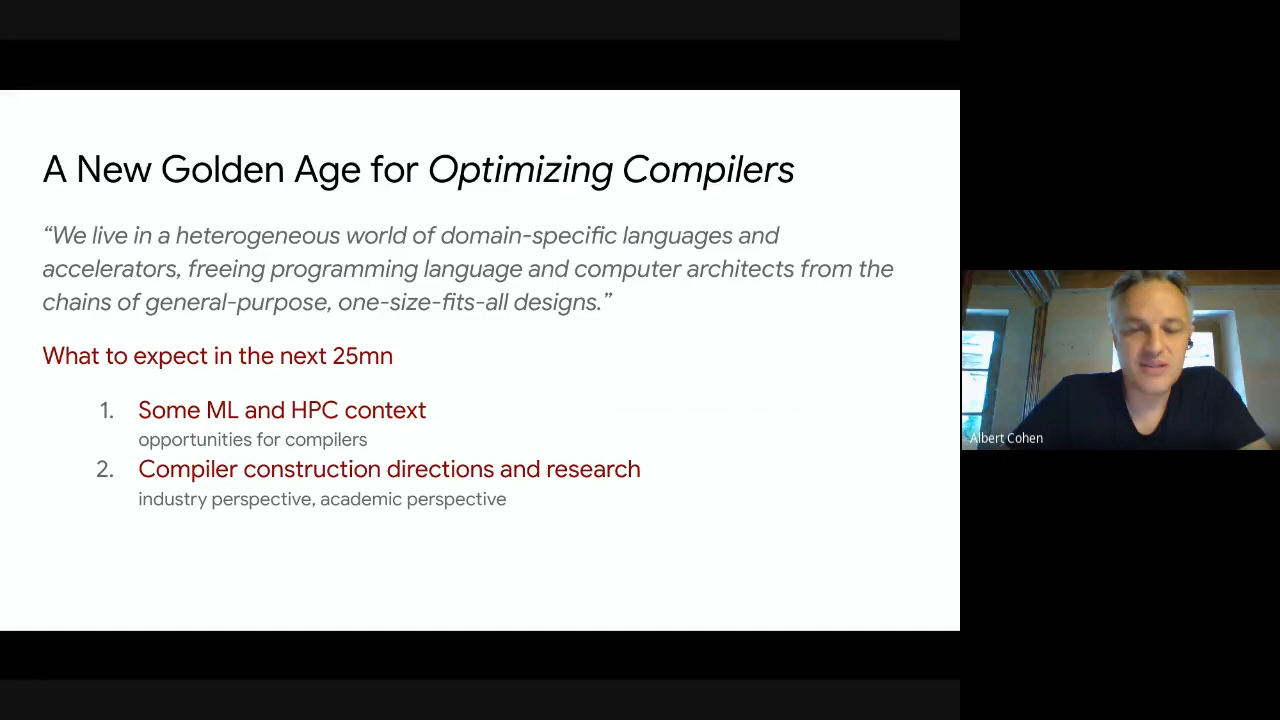 A New Golden Age for Optimizing Compilers
“We live in a heterogeneous world of domain-specific languages and
accelerators, freeing programming language and computer architects from the
chains of general-purpose, one-size-fits-all designs.”
What to expect in the next 25mn
1. Some ML and HPC context
opportunities for compilers
2. Compiler construction directions and research
industry perspective, academic perspective
Albert Cohen